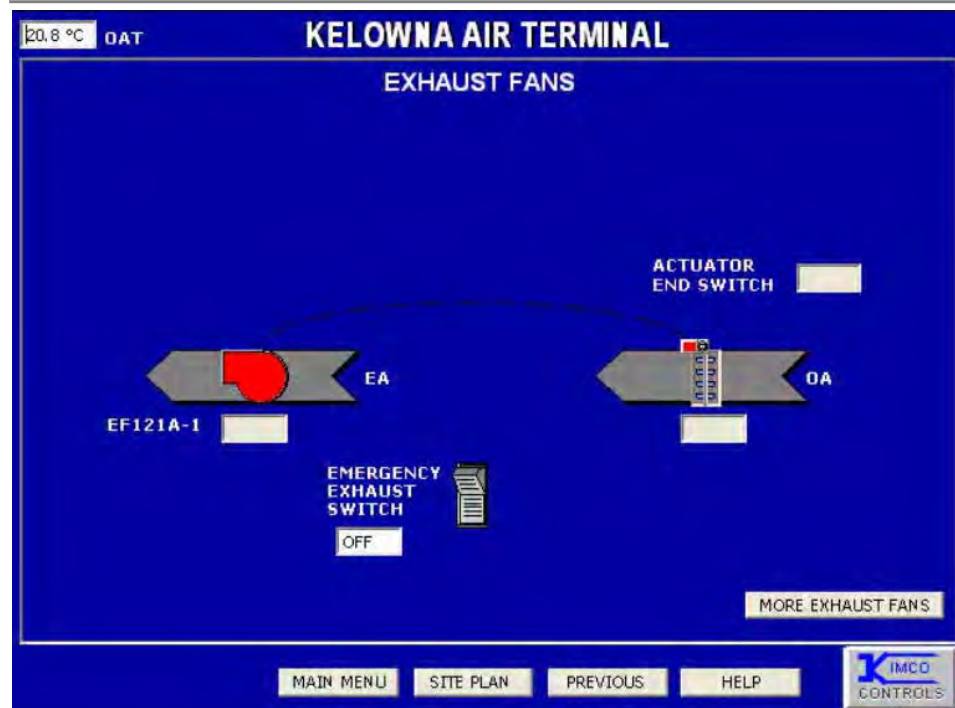 20.8 °C OAT KELOWNA AIR TERMINAL
EXHAUST FANS
ACTUATOR
END SWITCH
EA
OA
EF121A-1
EMERGENCY
EXHAUST
SWITCH
OFF
MORE EXHAUST FANS
MAIN MENU SITE PLAN PREVIOUS HELP
KIMCO
CONTROLS